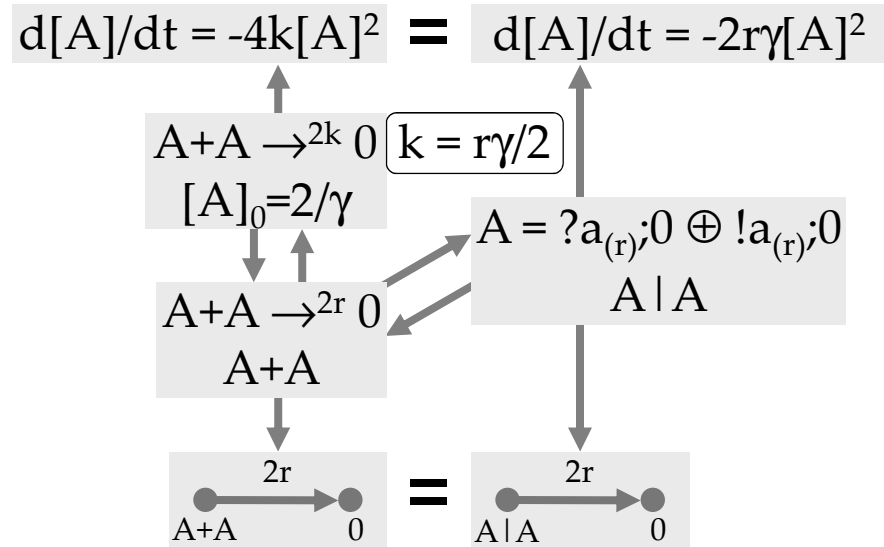 d[A]/dt = -4k[A]² = d[A]/dt = -2rγ[A]²
A+A →²ᵏ 0
k = rγ/2
[A]₀=2/γ
A = ?a₍ᵣ₎;0 ⊕ !a₍ᵣ₎;0
A | A
A+A →²ʳ 0
A+A
2r
A+A 0
=
2r
A | A 0